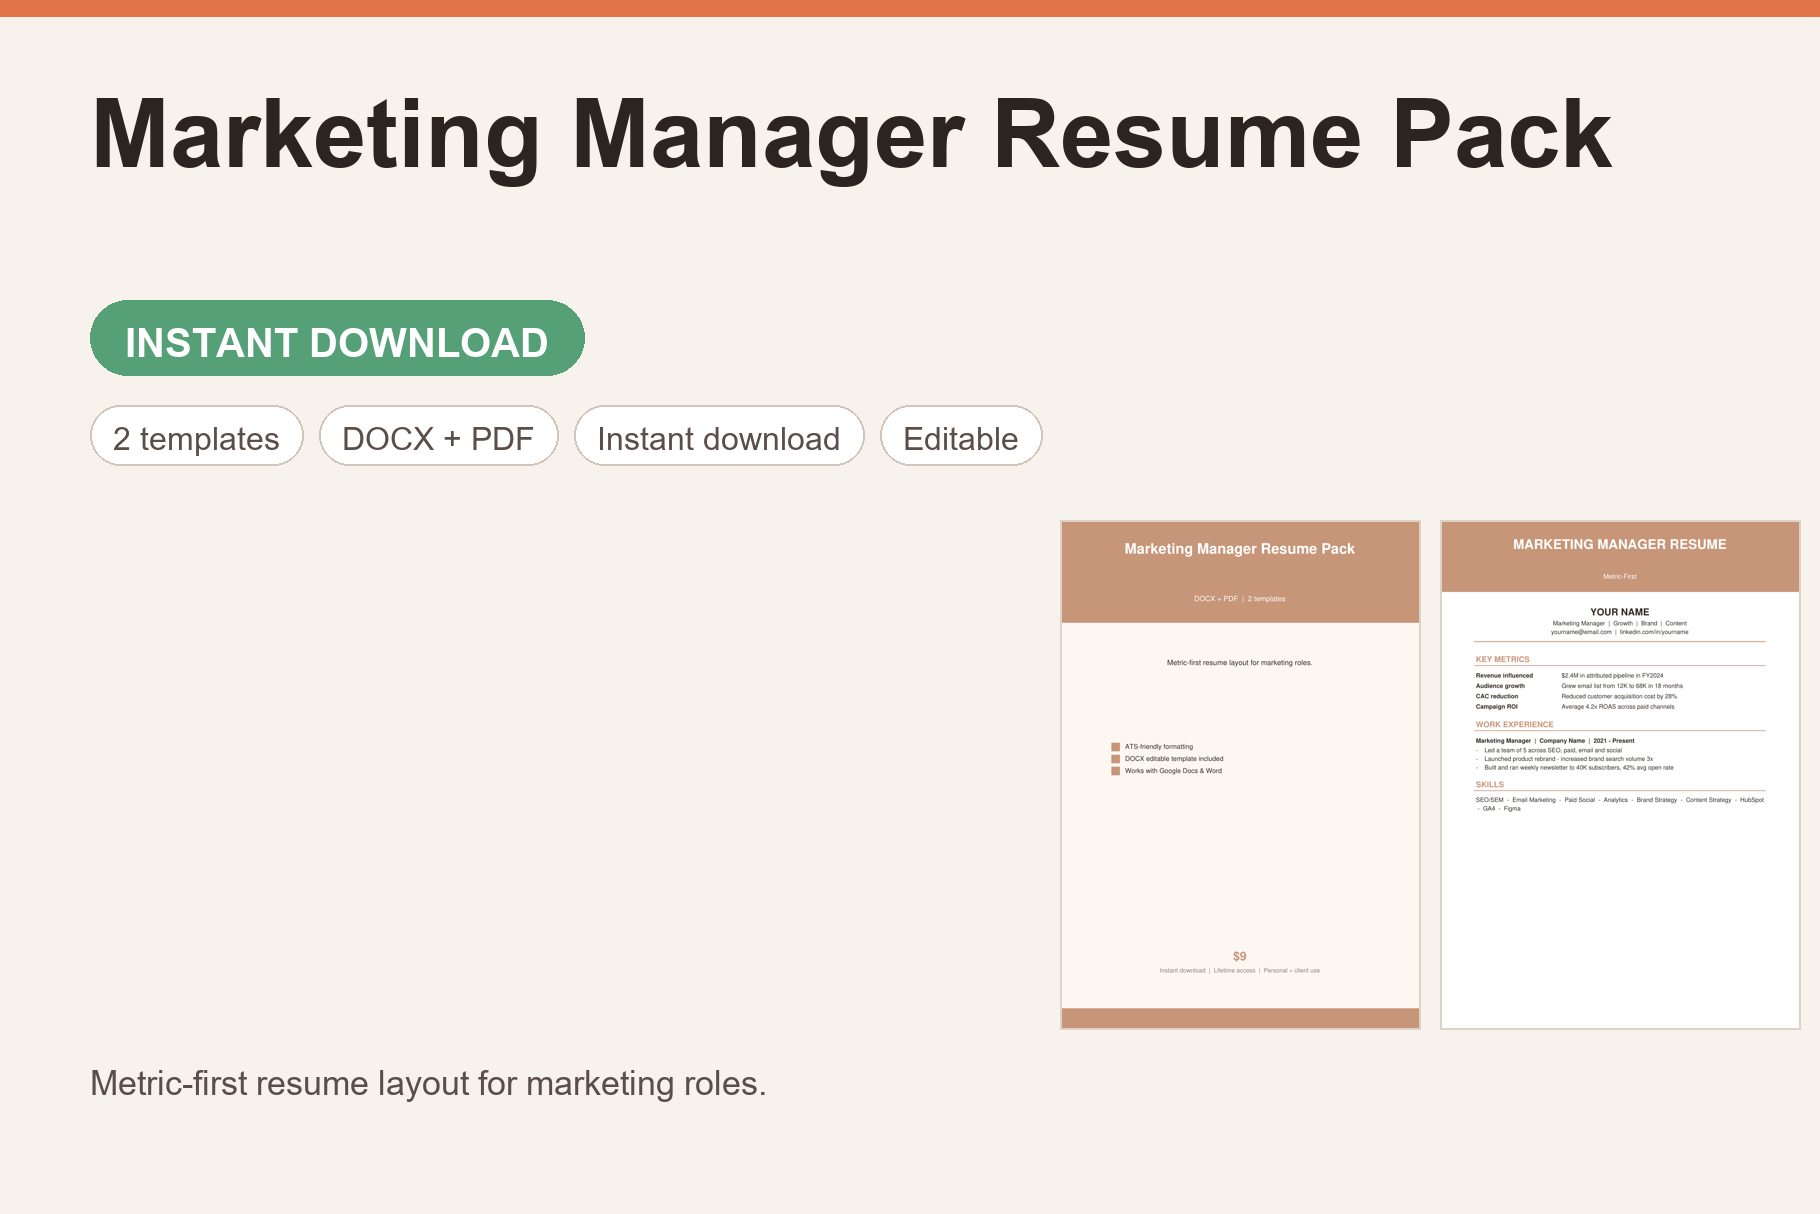 Marketing Manager Resume Pack
INSTANT DOWNLOAD
2 templates
DOCX + PDF
Instant download
Editable
Marketing Manager Resume Pack
DOCX + PDF | 2 templates
Metric-first resume layout for marketing roles.
ATS-friendly formatting
DOCX editable template included
Works with Google Docs & Word
$9
Instant download | Lifetime access | Personal + client use
MARKETING MANAGER RESUME
Metric-First
YOUR NAME
Marketing Manager | Growth | Brand | Content
yourname@email.com | linkedin.com/in/yourname
KEY METRICS
Revenue influenced $2.4M in attributed pipeline in FY2024
Audience growth Grew email list from 12K to 68K in 18 months
CAC reduction Reduced customer acquisition cost by 28%
Campaign ROI Average 4.2x ROAS across paid channels
WORK EXPERIENCE
Marketing Manager | Company Name | 2021 - Present
- Led a team of 5 across SEO, paid, email and social
- Launched product rebrand - increased brand search volume 3x
- Built and ran weekly newsletter to 40K subscribers, 42% avg open rate
SKILLS
SEO/SEM - Email Marketing - Paid Social - Analytics - Brand Strategy - Content Strategy - HubSpot
- GA4 - Figma
Metric-first resume layout for marketing roles.